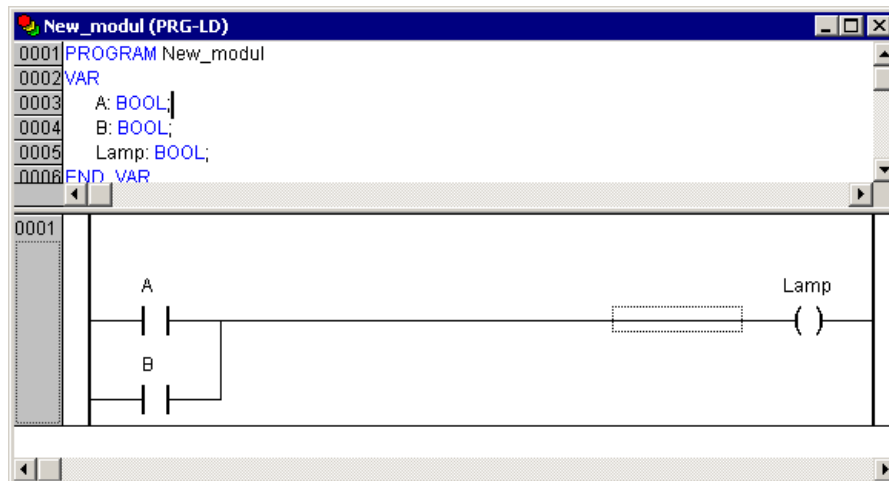 New_modul (PRG-LD)
0001 PROGRAM New_modul
0002 VAR
0003 A: BOOL;
0004 B: BOOL;
0005 Lamp: BOOL;
0006 END_VAR
0001
A
Lamp
B